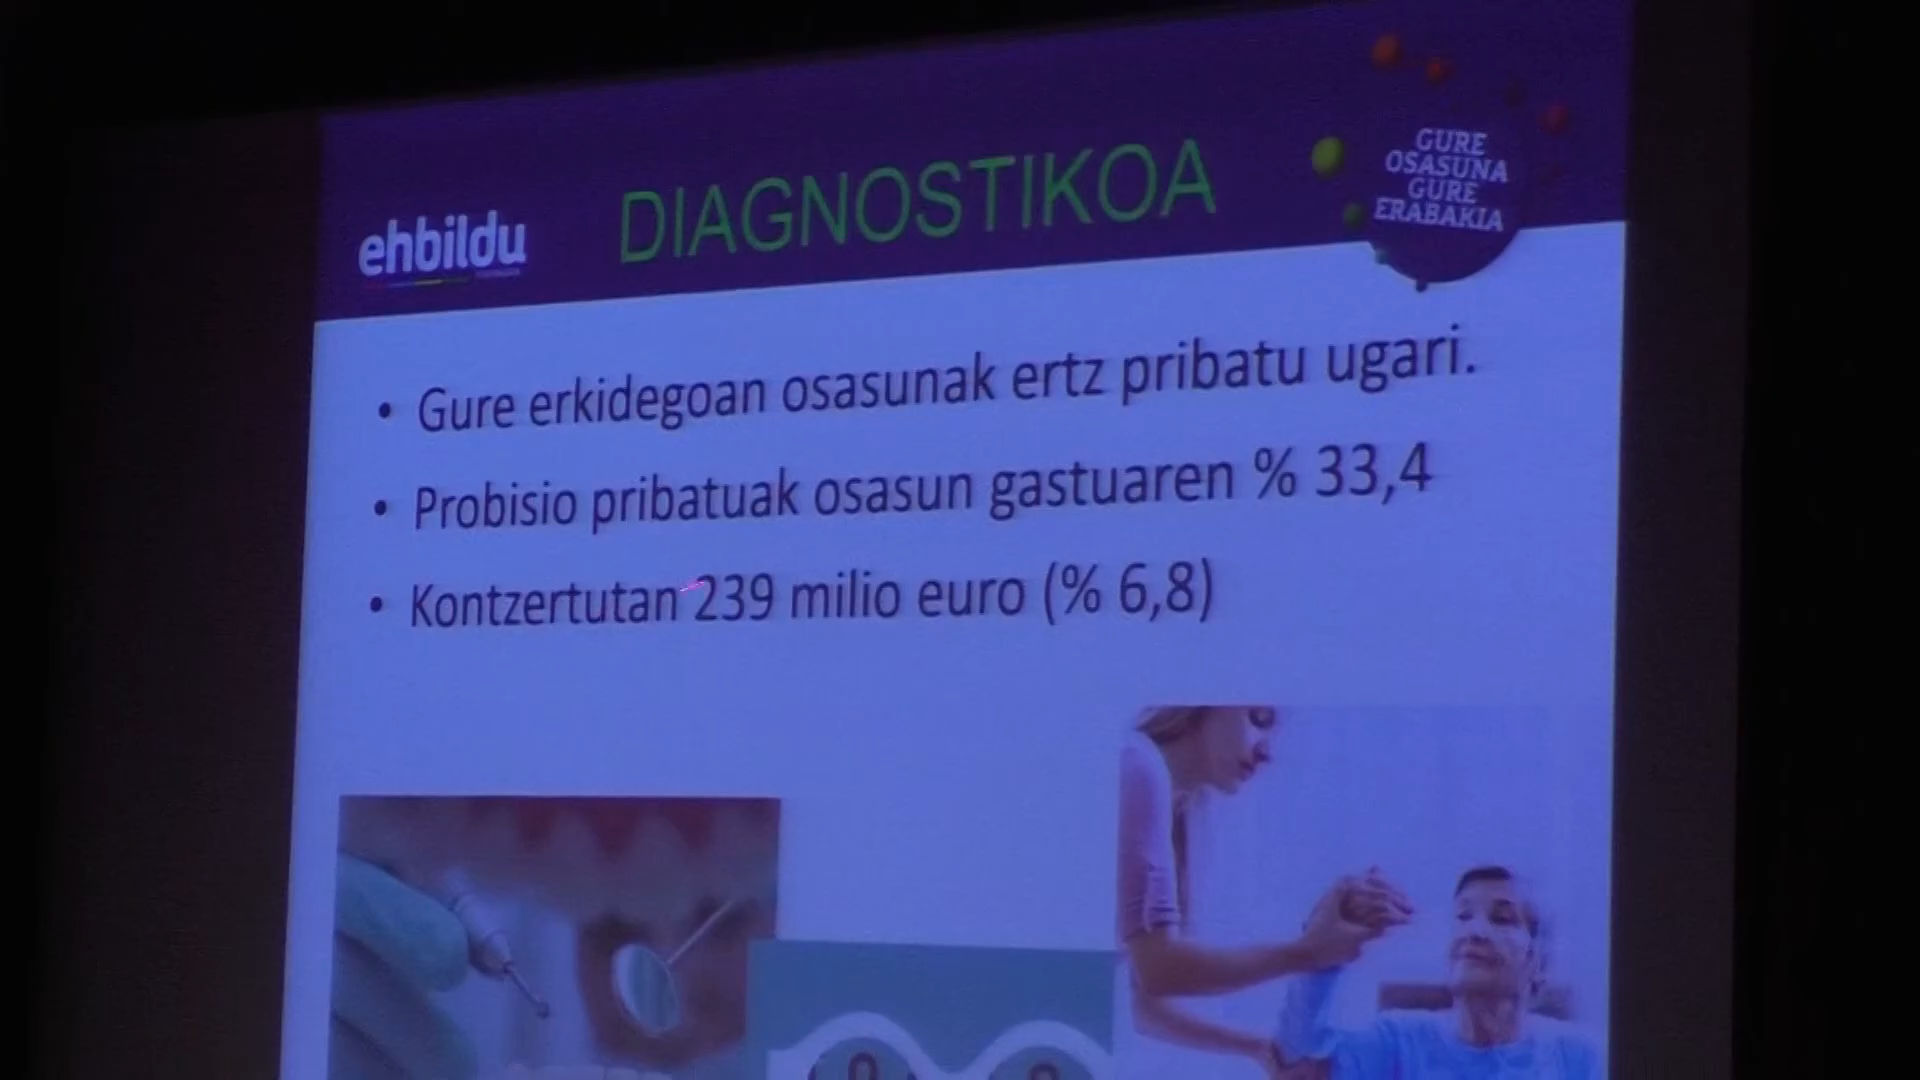 ehbildu
DIAGNOSTIKOA
GURE
OSASUNA
GURE
ERABAKIA
• Gure erkidegoan osasunak ertz pribatu ugari.
• Probisio pribatuak osasun gastuaren % 33,4
• Kontzertutan 239 milio euro (% 6,8)